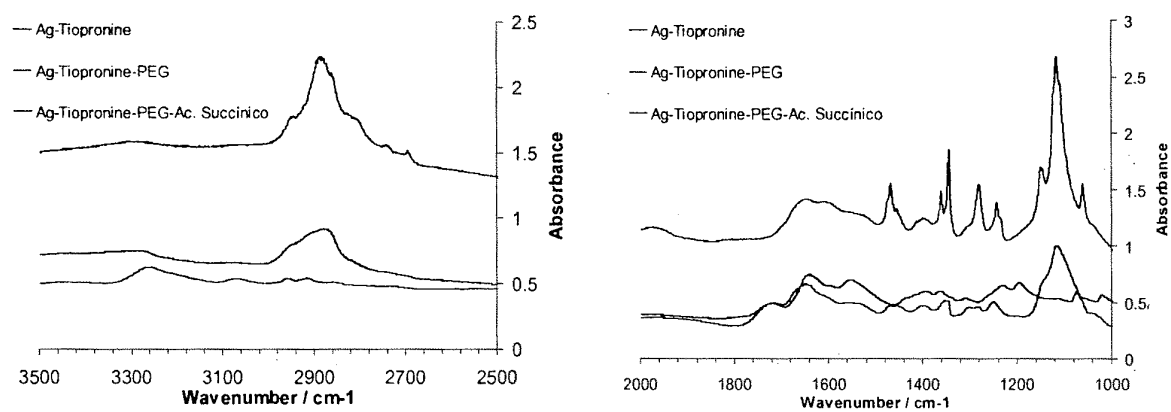 Ag-Tiopronine
Ag-Tiopronine-PEG
Ag-Tiopronine-PEG-Ac. Succinico
2.5
2
1.5
1
0.5
0
Absorbance
3500 3300 3100 2900 2700 2500
Wavenumber / cm-1
Ag-Tiopronine
Ag-Tiopronine-PEG
Ag-Tiopronine-PEG-Ac. Succinico
3
2.5
2
1.5
1
0.5
0
Absorbance
2000 1800 1600 1400 1200 1000
Wavenumber / cm-1